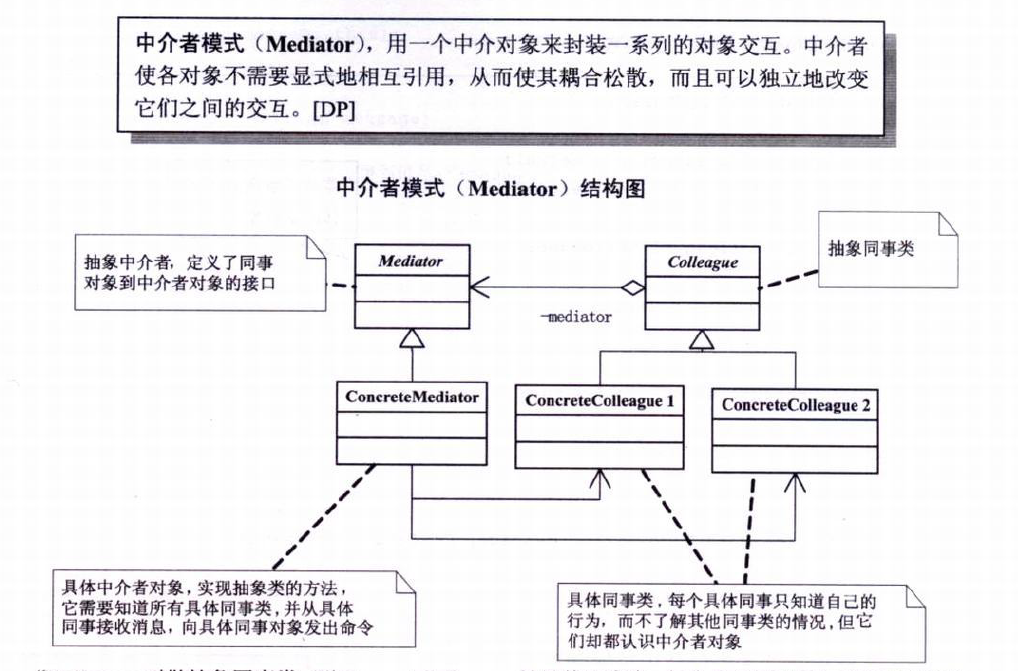 中介者模式（Mediator），用一个中介对象来封装一系列的对象交互。中介者
使各对象不需要显式地相互引用，从而使其耦合松散，而且可以独立地改变
它们之间的交互。[DP]
中介者模式（Mediator）结构图
抽象中介者，定义了同事
对象到中介者对象的接口
Mediator
Colleague
抽象同事类
-mediator
ConcreteMediator
ConcreteColleague 1
ConcreteColleague 2
具体中介者对象，实现抽象类的方法，
它需要知道所有具体同事类，并从具体
同事接收消息，向具体同事对象发出命令
具体同事类，每个具体同事只知道自己的
行为，而不了解其他同事类的情况，但它
们却都认识中介者对象